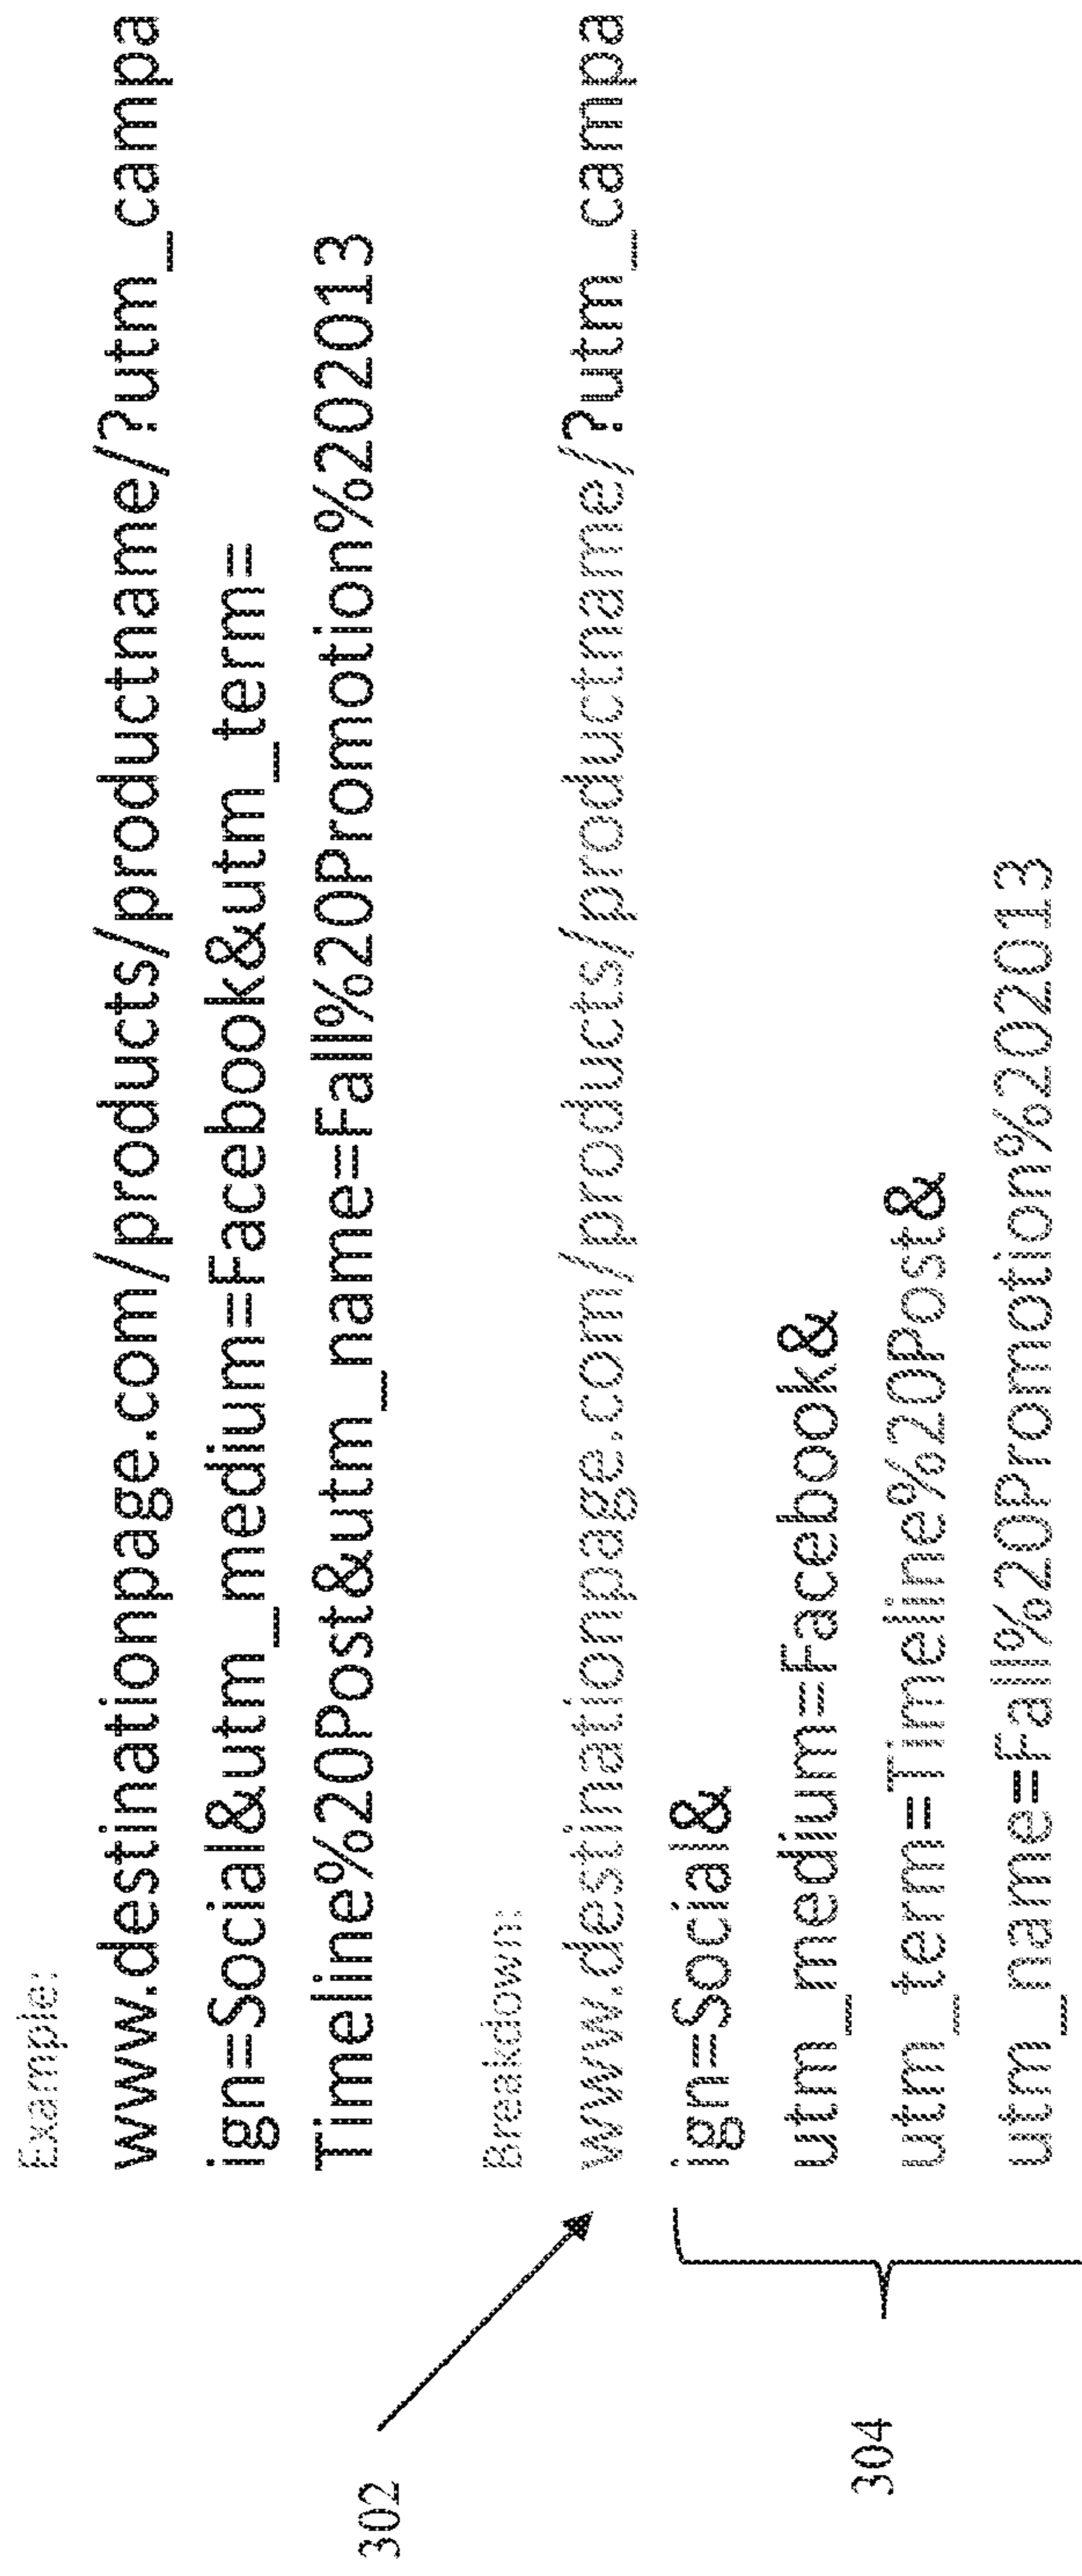 Example:
www.destinationpage.com/products/productname/?utm_campa
ign=Social&utm_medium=Facebook&utm_term=
Timeline%20Post&utm_name=Fall%20Promotion%202013
Breakdown:
302
www.destinationpage.com/products/productname/?utm_campa
ign=Social&
utm_medium=Facebook&
304
utm_term=Timeline%20Post&
utm_name=Fall%20Promotion%202013